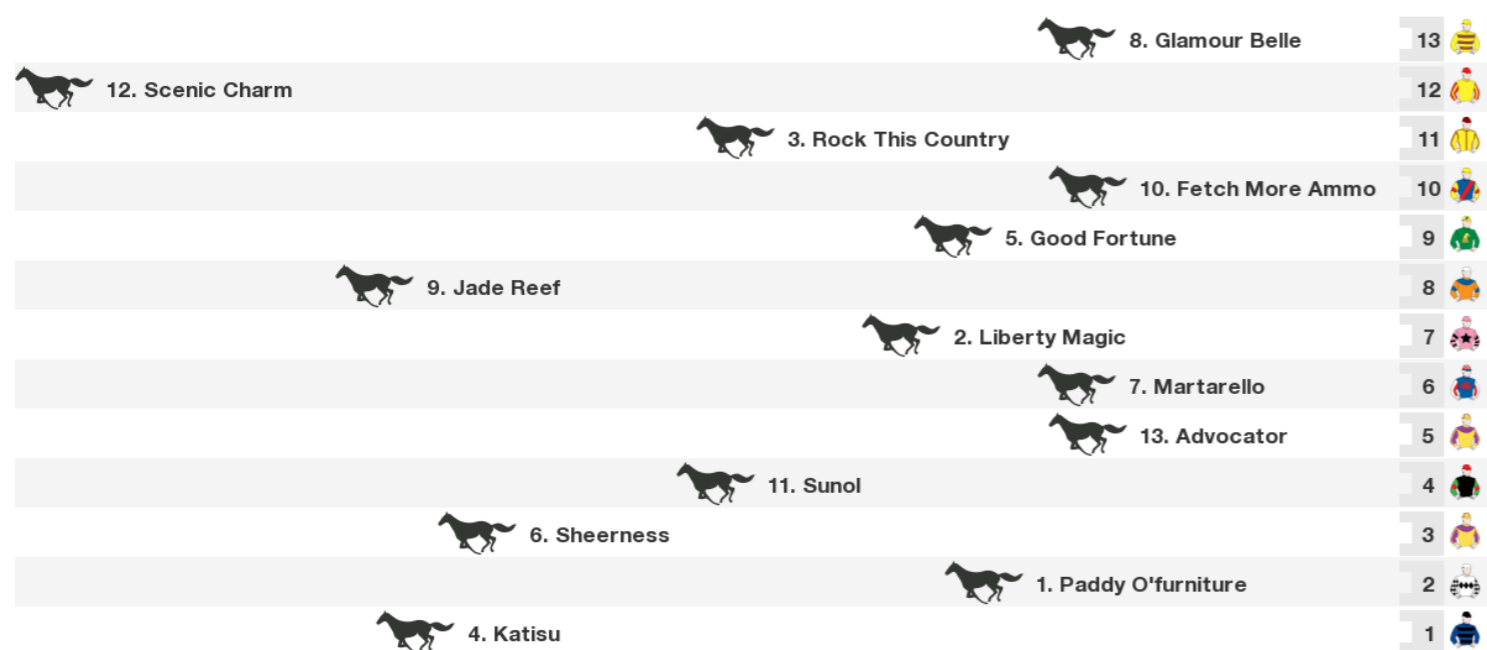 8. Glamour Belle 13
12. Scenic Charm 12
3. Rock This Country 11
10. Fetch More Ammo 10
5. Good Fortune 9
9. Jade Reef 8
2. Liberty Magic 7
7. Martarello 6
13. Advocator 5
11. Sunol 4
6. Sheerness 3
1. Paddy O'furniture 2
4. Katisu 1